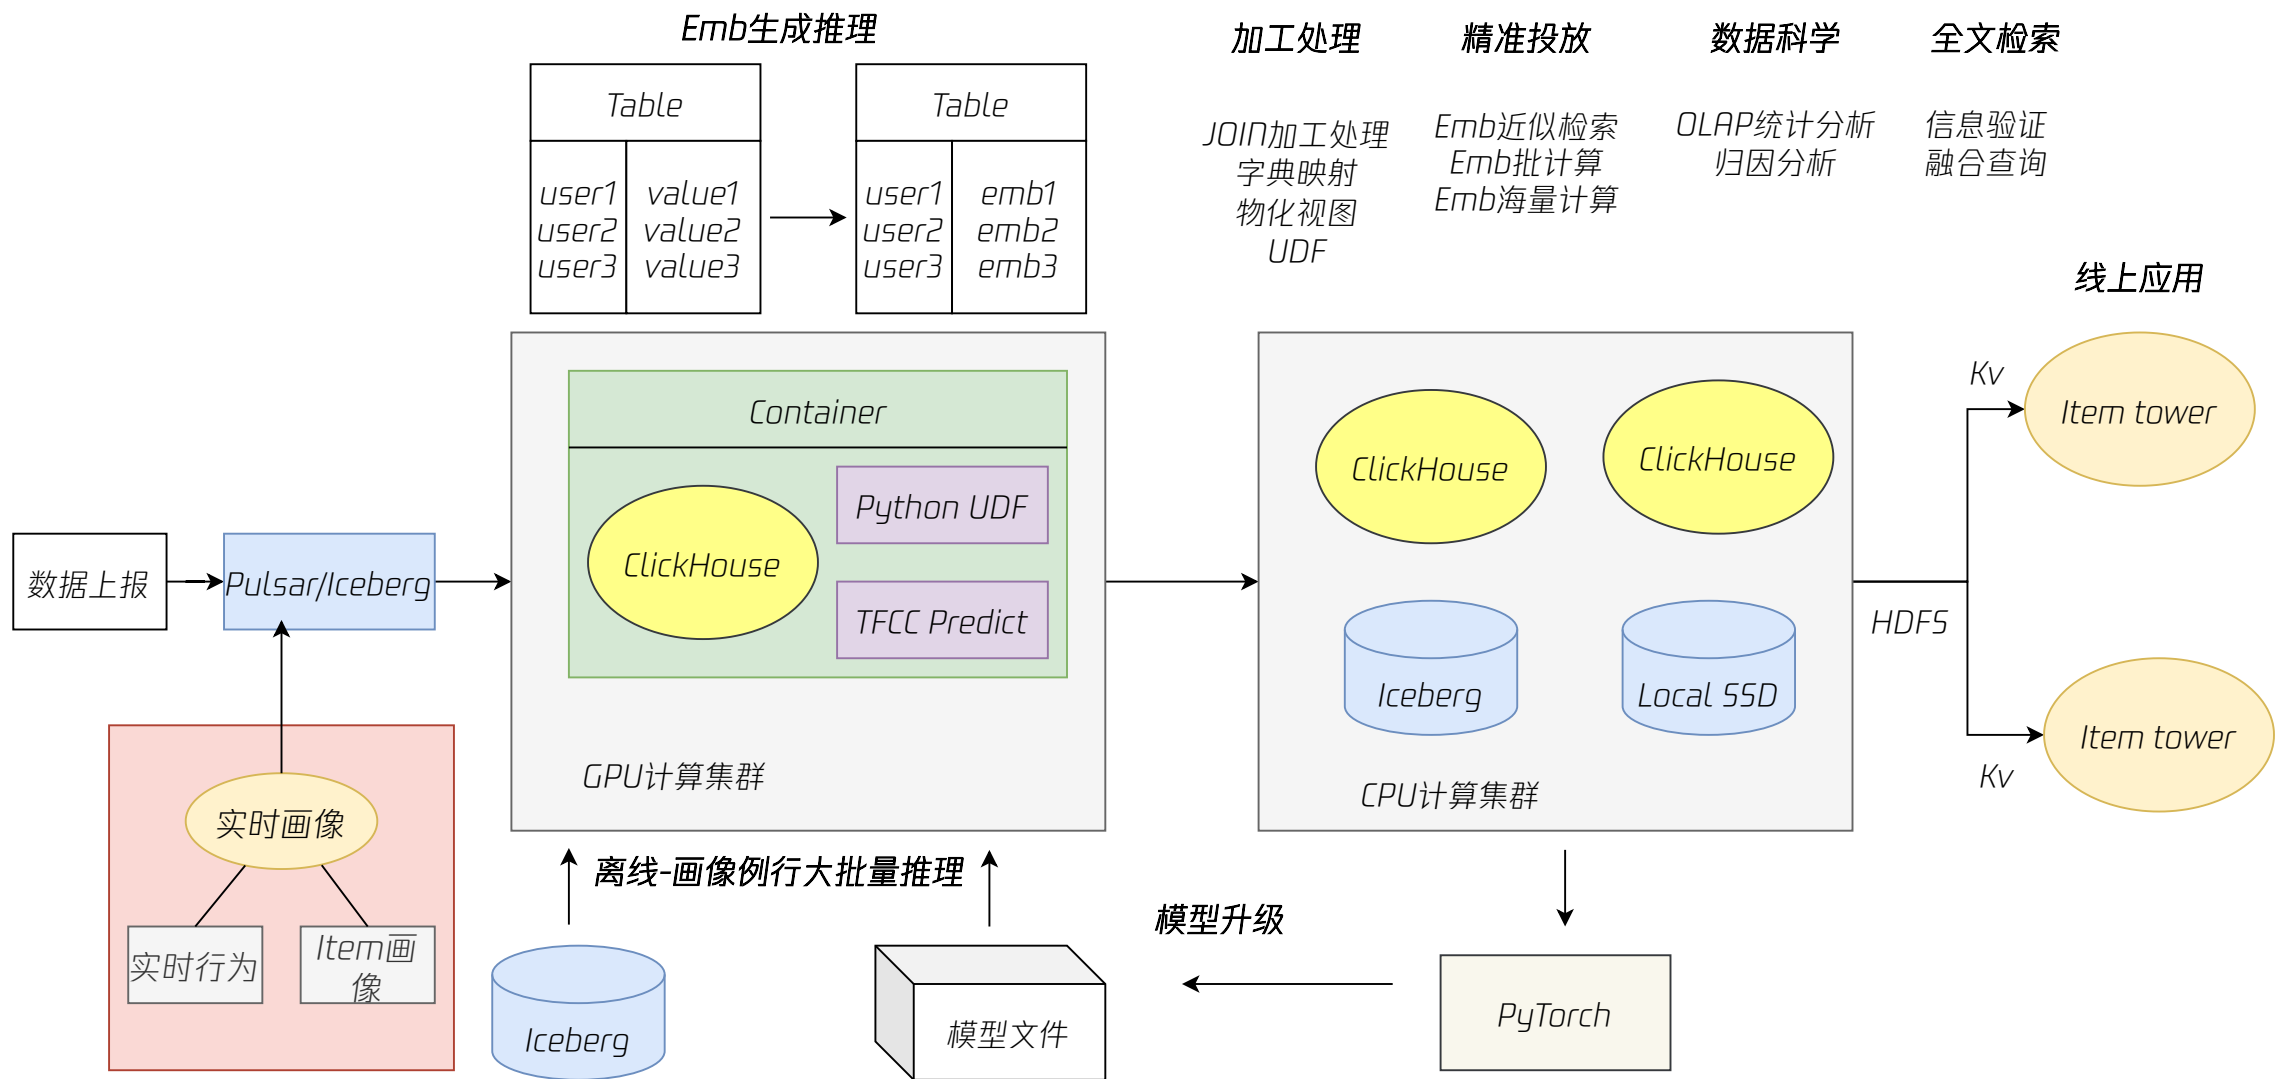 Emb生成推理
加工处理
精准投放
数据科学
全文检索
Table
Table
user1
user2
user3
value1
value2
value3
user1
user2
user3
emb1
emb2
emb3
JOIN加工处理
字典映射
物化视图
UDF
Emb近似检索
Emb批计算
Emb海量计算
OLAP统计分析
归因分析
信息验证
融合查询
线上应用
Container
ClickHouse
Python UDF
TFCC Predict
GPU计算集群
ClickHouse
ClickHouse
Iceberg
Local SSD
CPU计算集群
Kv
Item tower
HDFS
Item tower
Kv
数据上报
Pulsar/Iceberg
实时画像
实时行为
Item画
像
离线-画像例行大批量推理
Iceberg
模型文件
模型升级
PyTorch